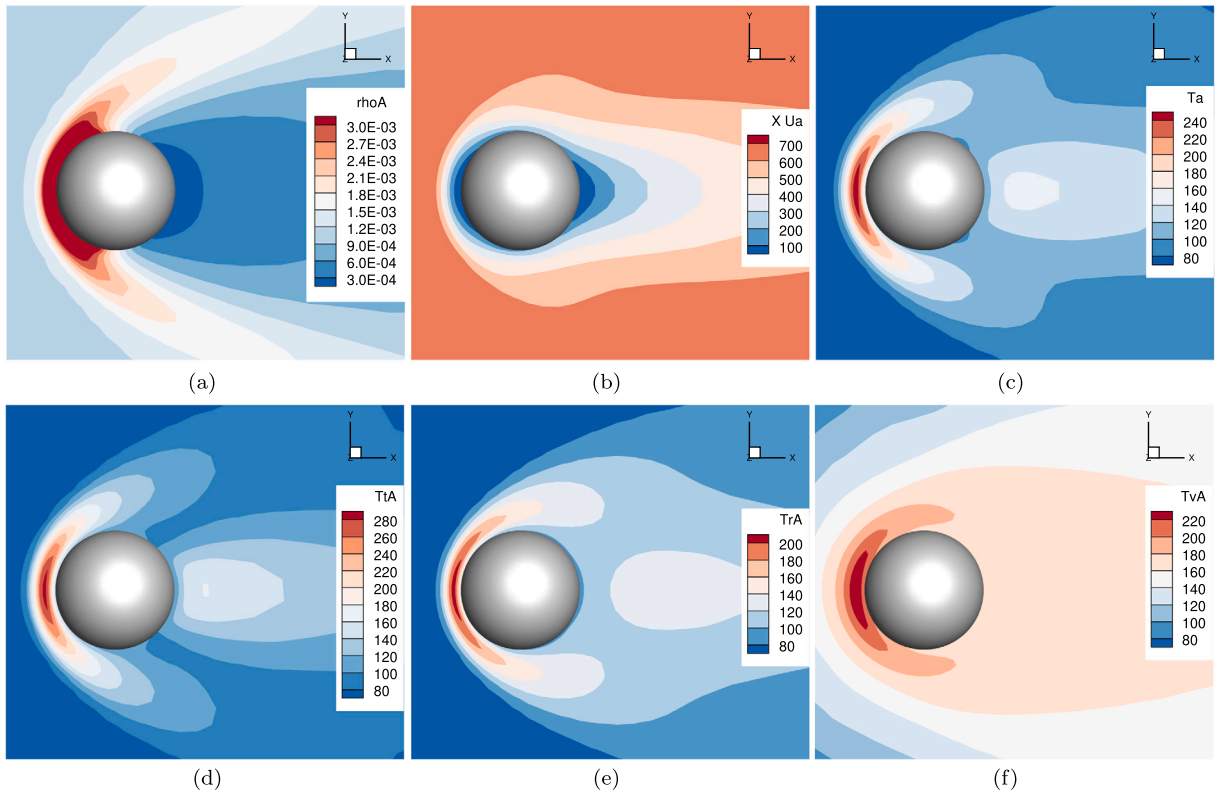 Y
Z X
rhoA
3.0E-03
2.7E-03
2.4E-03
2.1E-03
1.8E-03
1.5E-03
1.2E-03
9.0E-04
6.0E-04
3.0E-04
(a)
Y
Z X
X Ua
700
600
500
400
300
200
100
(b)
Y
Z X
Ta
240
220
200
180
160
140
120
100
80
(c)
Y
Z X
TtA
280
260
240
220
200
180
160
140
120
100
80
(d)
Y
Z X
TrA
200
180
160
140
120
100
80
(e)
Y
Z X
TvA
220
200
180
160
140
120
100
80
(f)